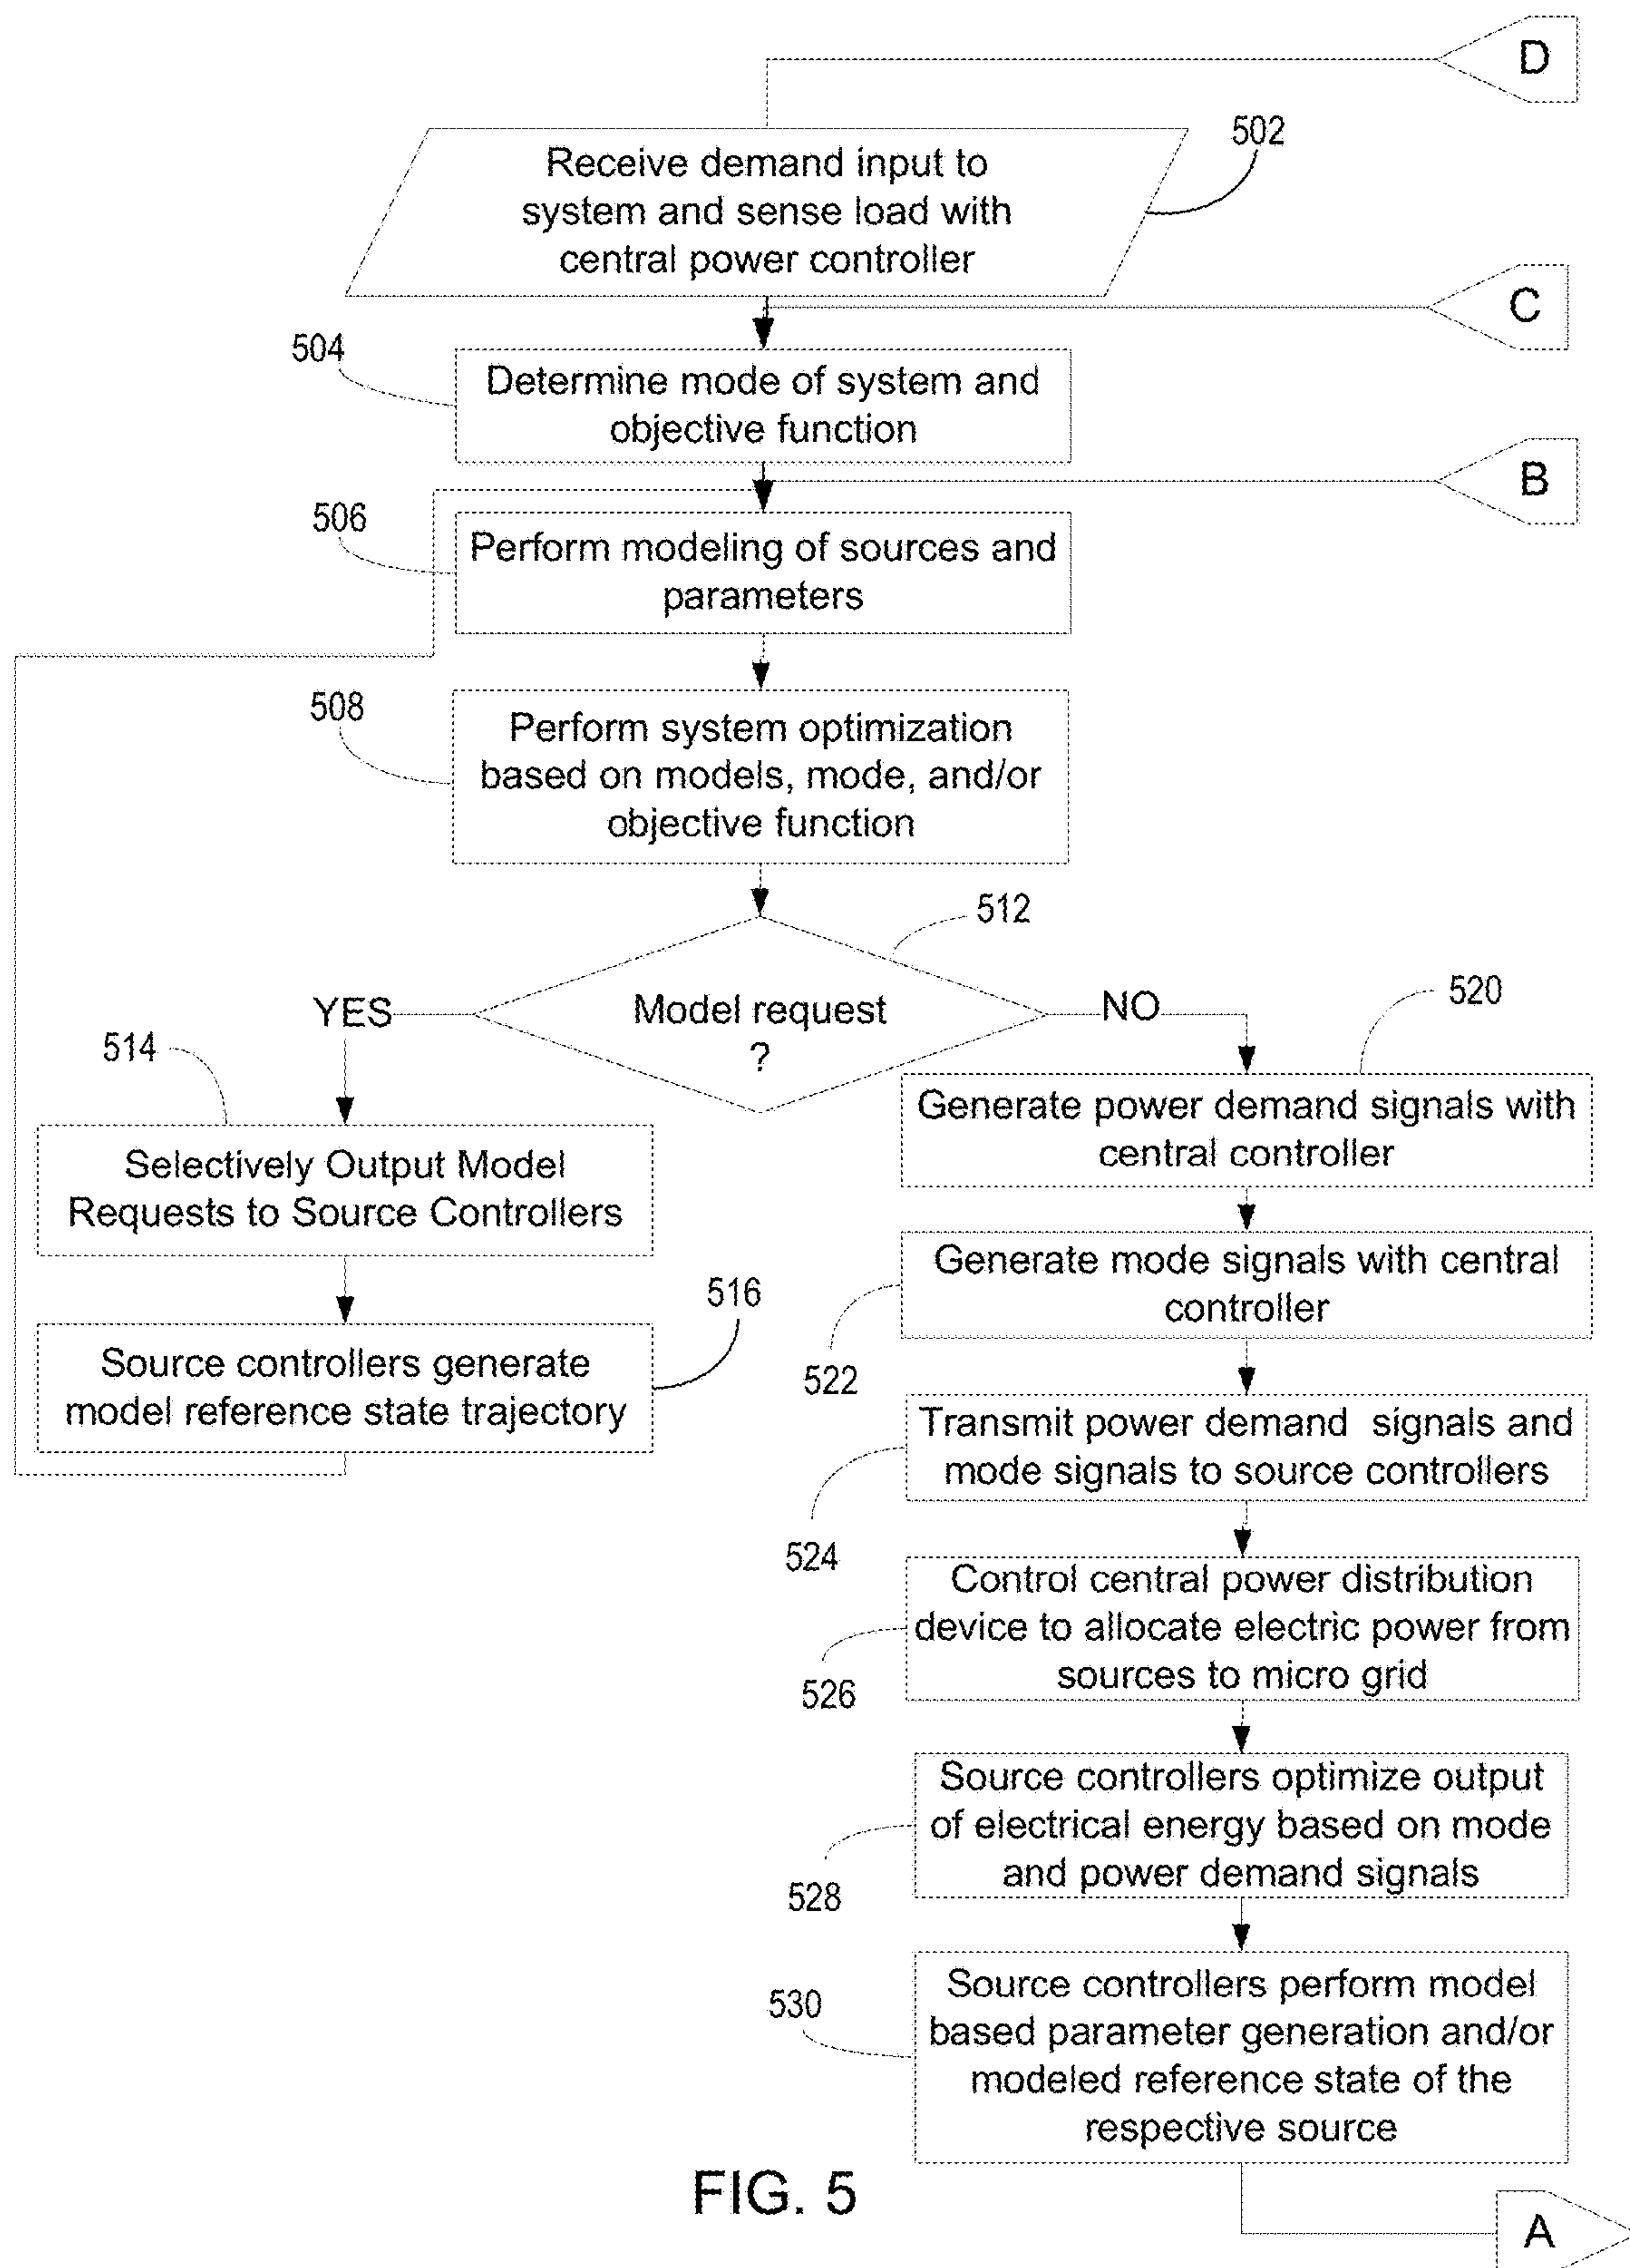 D
502
Receive demand input to
system and sense load with
central power controller
C
504
Determine mode of system and
objective function
B
506
Perform modeling of sources and
parameters
508
Perform system optimization
based on models, mode, and/or
objective function
512
Model request
?
YES
NO
514
Selectively Output Model
Requests to Source Controllers
516
Source controllers generate
model reference state trajectory
520
Generate power demand signals with
central controller
522
Generate mode signals with central
controller
524
Transmit power demand signals and
mode signals to source controllers
526
Control central power distribution
device to allocate electric power from
sources to micro grid
528
Source controllers optimize output
of electrical energy based on mode
and power demand signals
530
Source controllers perform model
based parameter generation and/or
modeled reference state of the
respective source
A
FIG. 5